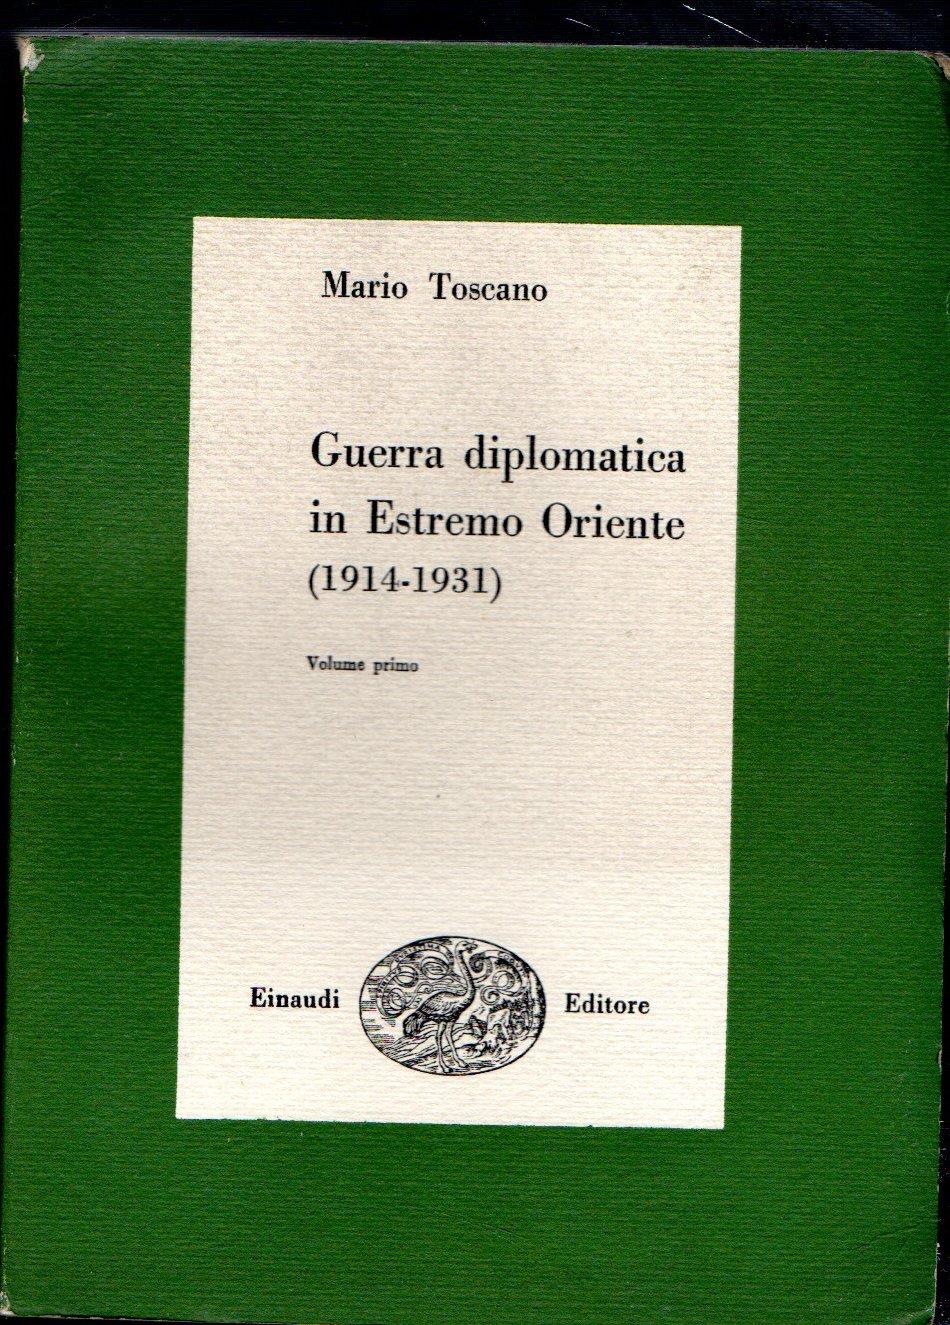 Mario Toscano
Guerra diplomatica
in Estremo Oriente
(1914-1931)
Volume primo
Einaudi
Editore